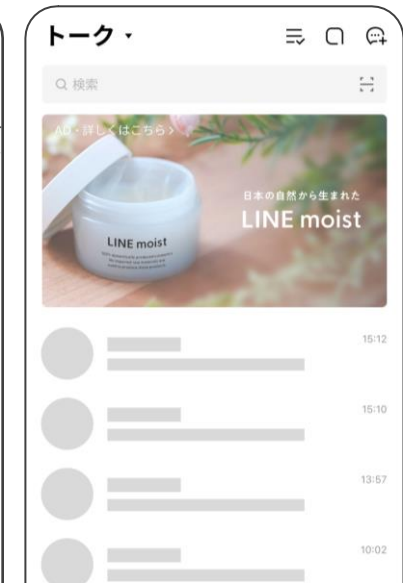 トーク
検索
AD・詳しくはこちら>
日本の自然から生まれた
LINE moist
LINE moist
15:12
15:10
13:57
10:02